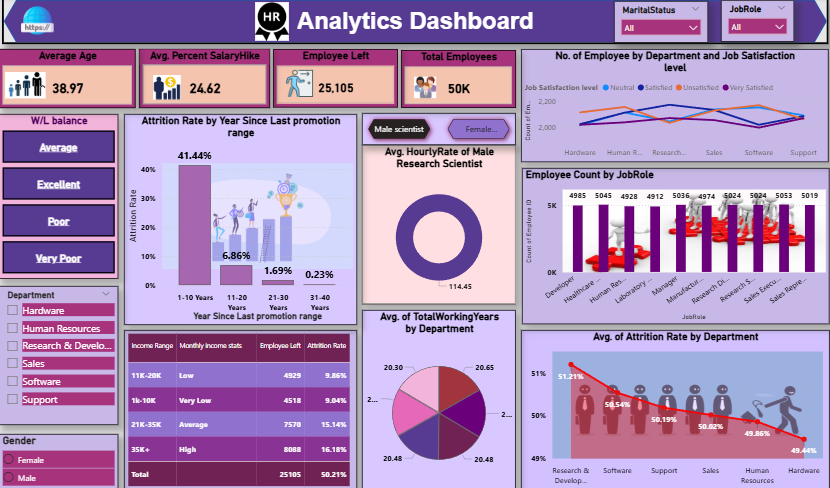 https://
HR
Analytics Dashboard
MaritalStatus
All
JobRole
All
Average Age
38.97
Avg. Percent SalaryHike
24.62
Employee Left
25,105
Total Employees
50K
No. of Employee by Department and Job Satisfaction
level
Job Satisfaction level Neutral Satisfied Unsatisfied Very Satisfied
Count of Em...
2,200
2,000
Hardware Human R... Research... Sales Software Support
W/L balance
Average
Excellent
Poor
Very Poor
Attrition Rate by Year Since Last promotion
range
Attrition Rate
40%
30%
20%
10%
0%
41.44%
6.86%
1.69%
0.23%
1-10 Years
11-20
Years
21-30
Years
31-40
Years
Year Since Last promotion range
Male scientist
Female...
Avg. HourlyRate of Male
Research Scientist
114.45
Employee Count by JobRole
Count of Employee ID
5K
0K
4985 5045 4928 4912 5036 4974 5024 5024 5053 5019
Developer
Healthcare ...
Human Res...
Laboratory ...
Manager
Manufactur...
Research Di...
Research S...
Sales Execu...
Sales Repre...
JobRole
Department
Hardware
Human Resources
Research & Develo...
Sales
Software
Support
Gender
Female
Male
Income Range Monthly income stats Employee Left Attrition Rate
11K-20K Low 4929 9.86%
1k-10K Very Low 4518 9.04%
21K-35K Average 7570 15.14%
35K+ High 8088 16.18%
Total 25105 50.21%
Avg. of TotalWorkingYears
by Department
20.30
20.65
2...
2...
20.48
20.48
Avg. of Attrition Rate by Department
51%
50%
49%
51.21%
50.54%
50.19%
50.02%
49.86%
49.44%
Research &
Develop...
Software
Support
Sales
Human
Resources
Hardware